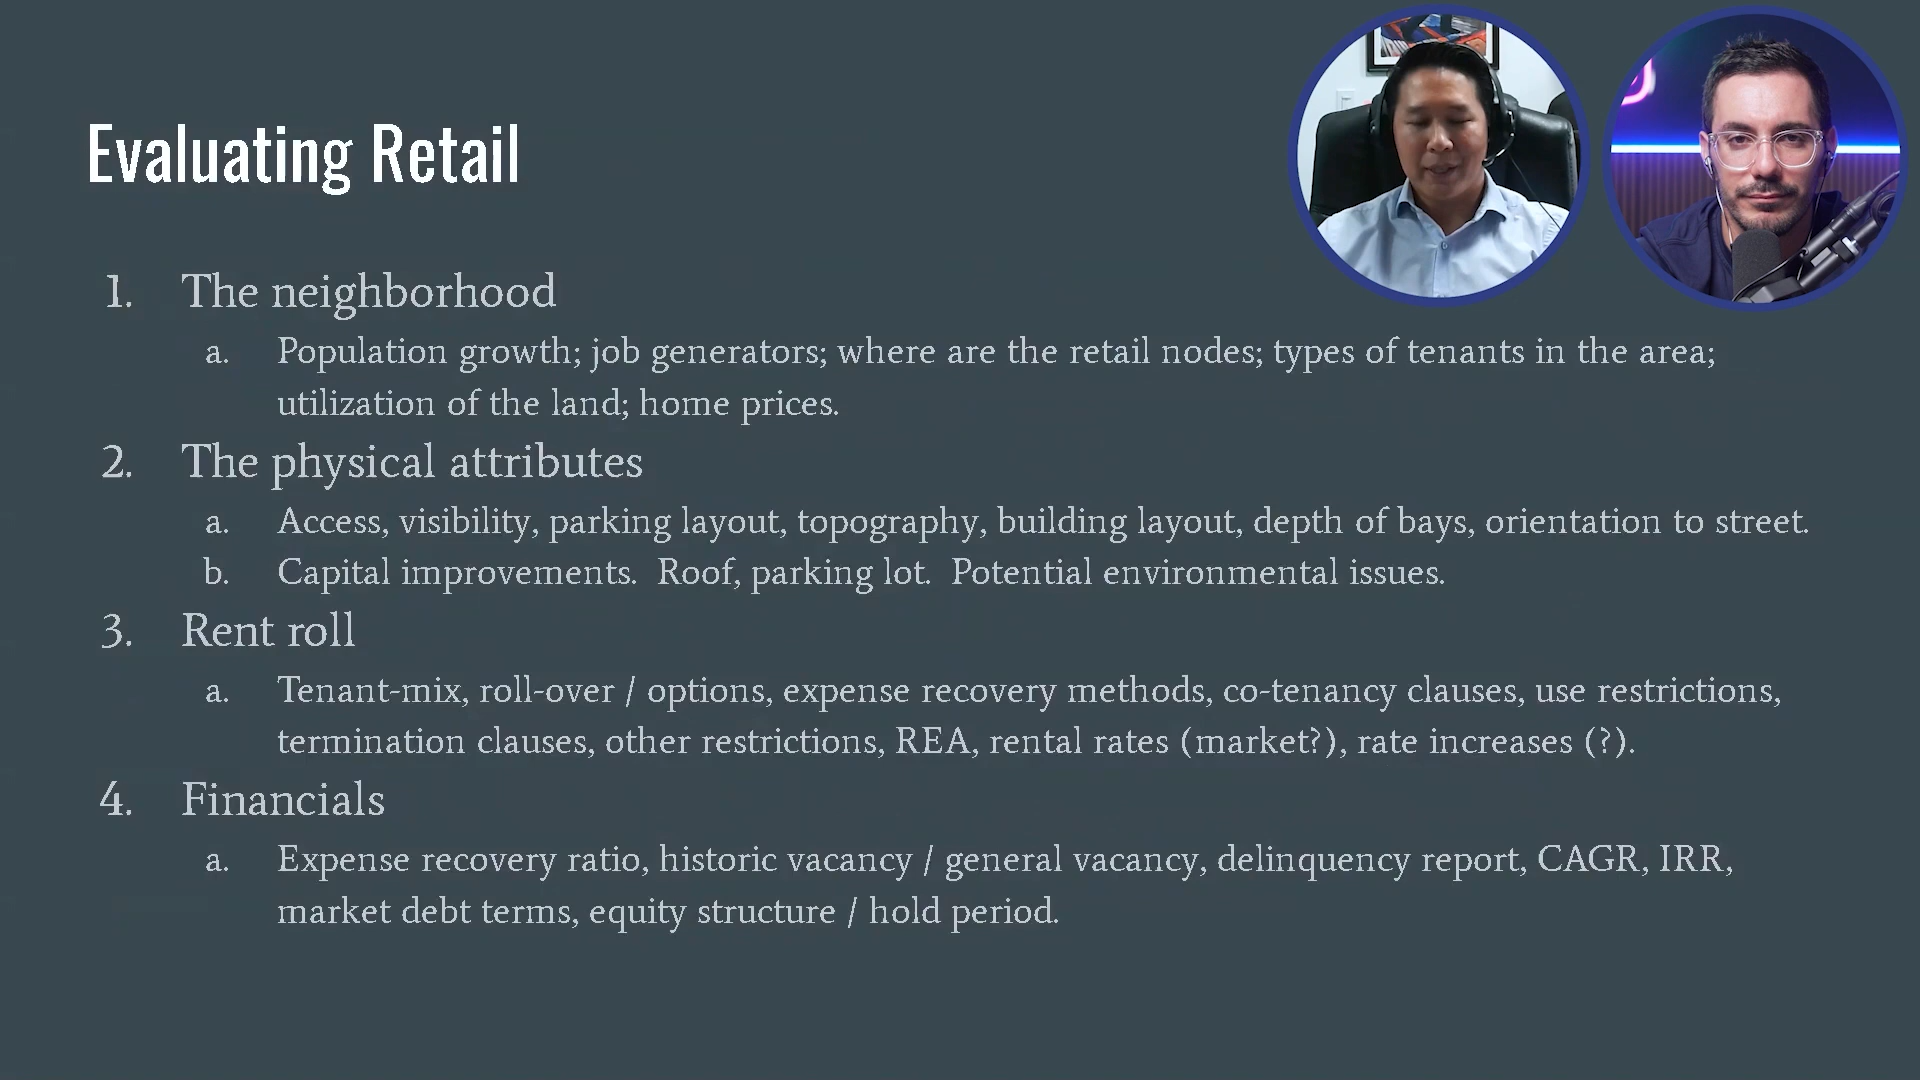 Evaluating Retail
1. The neighborhood
a. Population growth; job generators; where are the retail nodes; types of tenants in the area;
utilization of the land; home prices.
2. The physical attributes
a. Access, visibility, parking layout, topography, building layout, depth of bays, orientation to street.
b. Capital improvements.  Roof, parking lot.  Potential environmental issues.
3. Rent roll
a. Tenant-mix, roll-over / options, expense recovery methods, co-tenancy clauses, use restrictions,
termination clauses, other restrictions, REA, rental rates (market?), rate increases (?).
4. Financials
a. Expense recovery ratio, historic vacancy / general vacancy, delinquency report, CAGR, IRR,
market debt terms, equity structure / hold period.